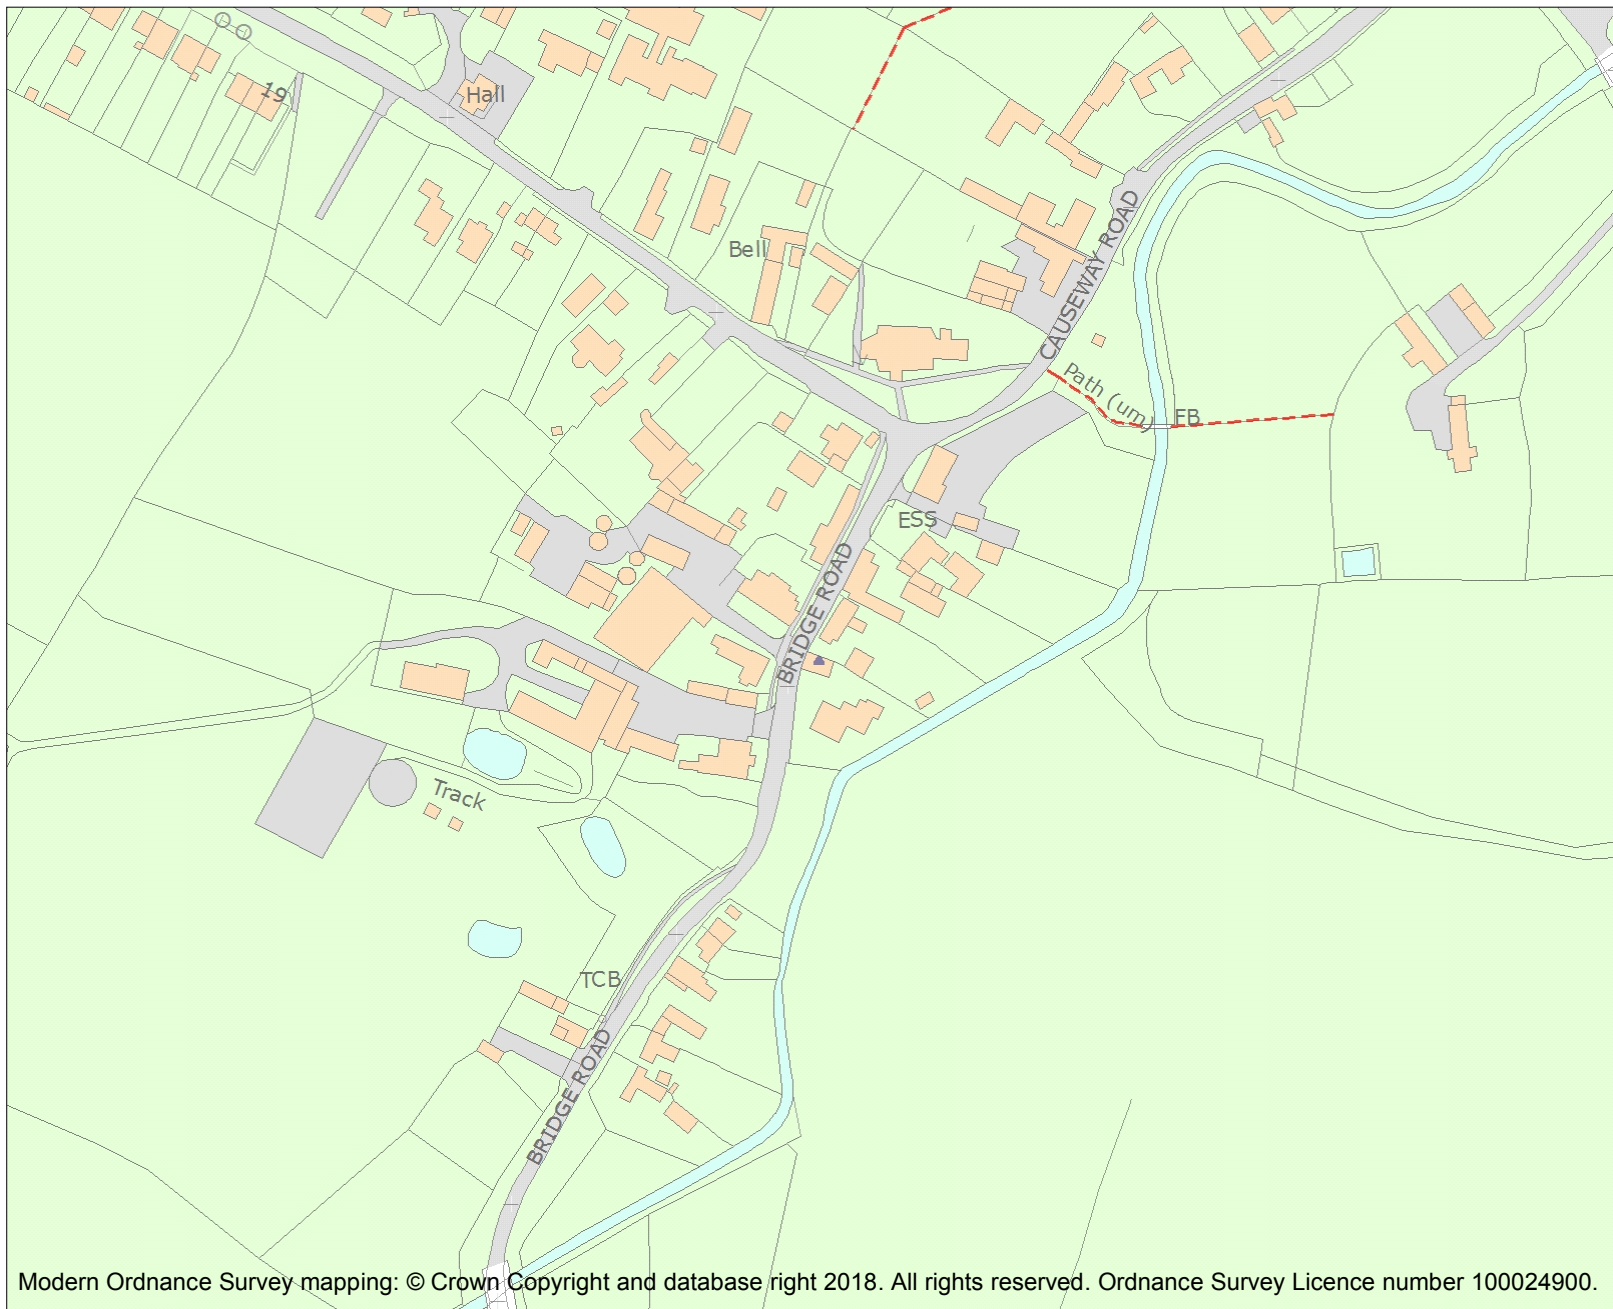 19
Hall
Bell
CAUSEWAY ROAD
Path (um)
FB
ESS
BRIDGE ROAD
Track
TCB
BRIDGE ROAD
Modern Ordnance Survey mapping: © Crown Copyright and database right 2018. All rights reserved. Ordnance Survey Licence number 100024900.